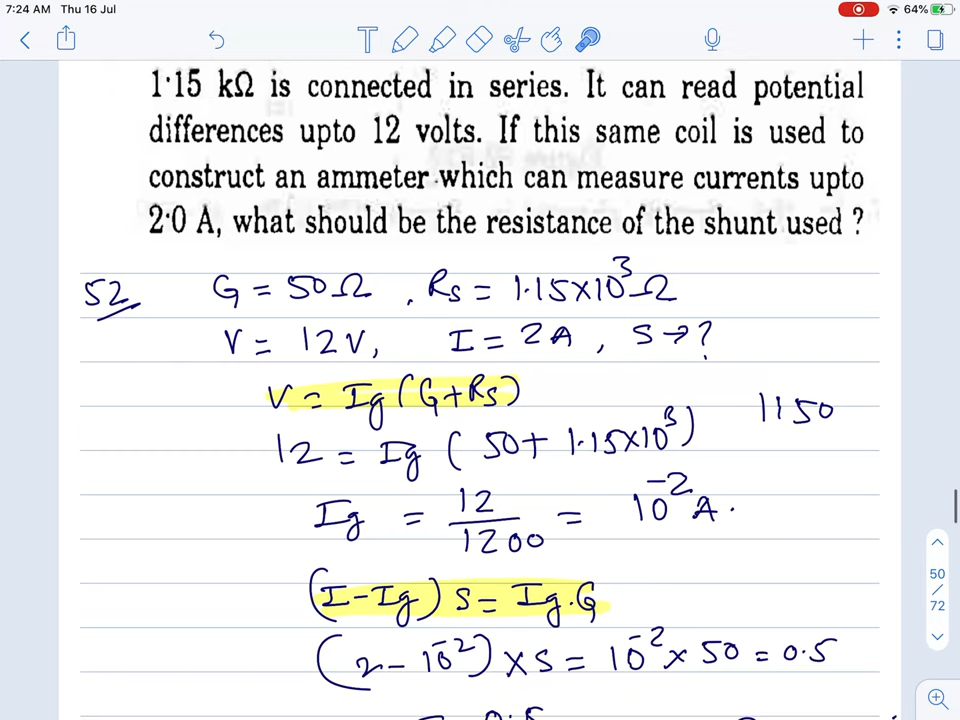 7:24 AM Thu 16 Jul
64%
1·15 kΩ is connected in series. It can read potential
differences upto 12 volts. If this same coil is used to
construct an ammeter which can measure currents upto
2·0 A, what should be the resistance of the shunt used ?
52 G = 50Ω , Rs = 1.15×10³ Ω
V = 12V, I = 2A , S → ?
V = Ig (G+Rs)
1150
12 = Ig ( 50+ 1.15×10³)
Ig = 12/1200 = 10⁻² A.
(I-Ig) S = Ig.G
(2-10⁻²) × S = 10⁻² × 50 = 0.5
0.5
50
/
72